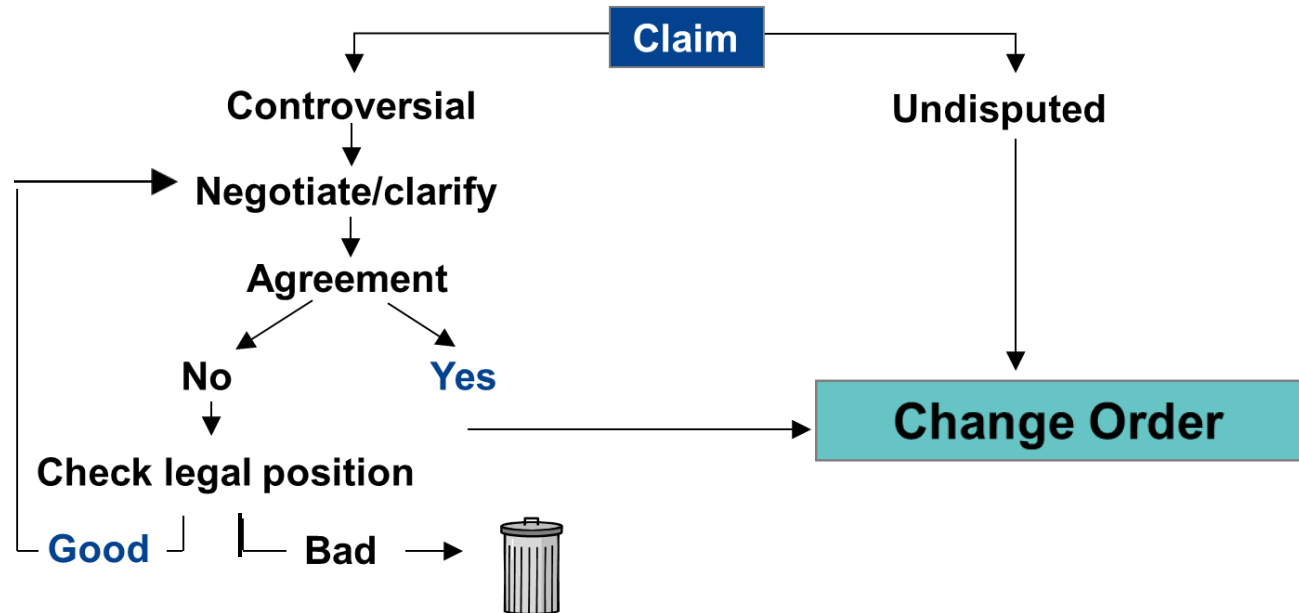 Claim
Controversial
Undisputed
Negotiate/clarify
Agreement
No
Yes
Change Order
Check legal position
Good
Bad